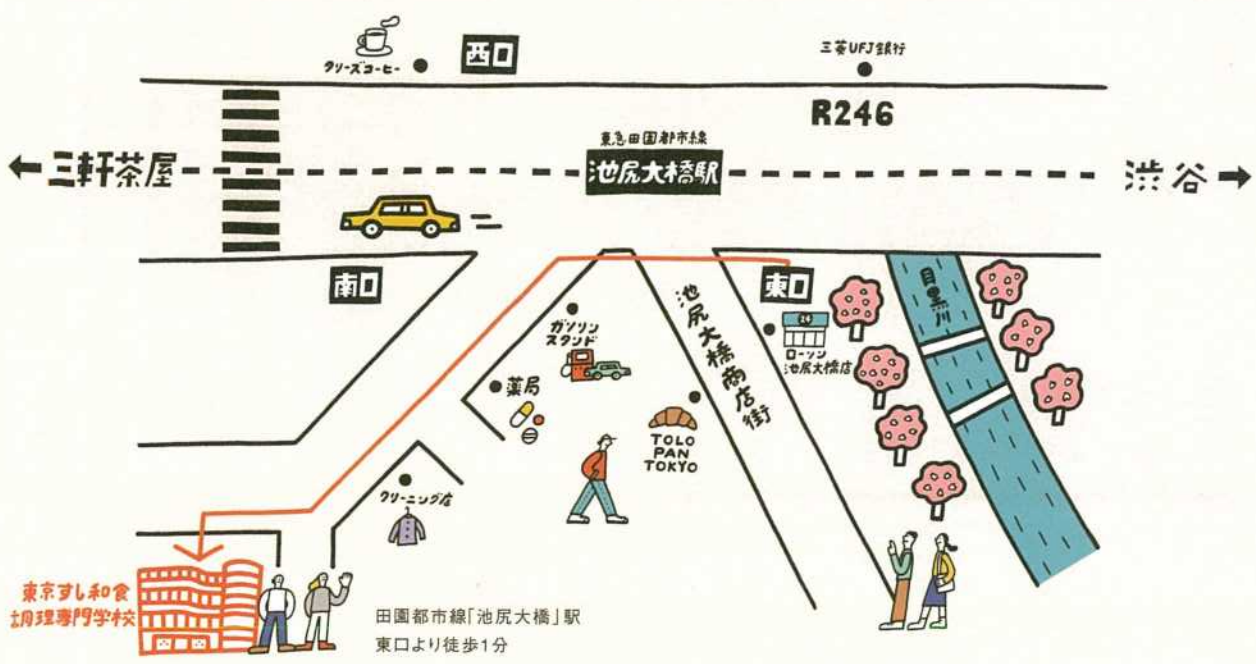 タリーズコーヒー
西口
三菱UFJ銀行
R246
東急田園都市線
← 三軒茶屋
池尻大橋駅
渋谷 →
南口
東口
目黒川
ガソリン
スタンド
池尻大橋商店街
24
ローソン
池尻大橋店
薬局
TOLO
PAN
TOKYO
クリーニング店
東京すし和食
調理専門学校
田園都市線「池尻大橋」駅
東口より徒歩1分